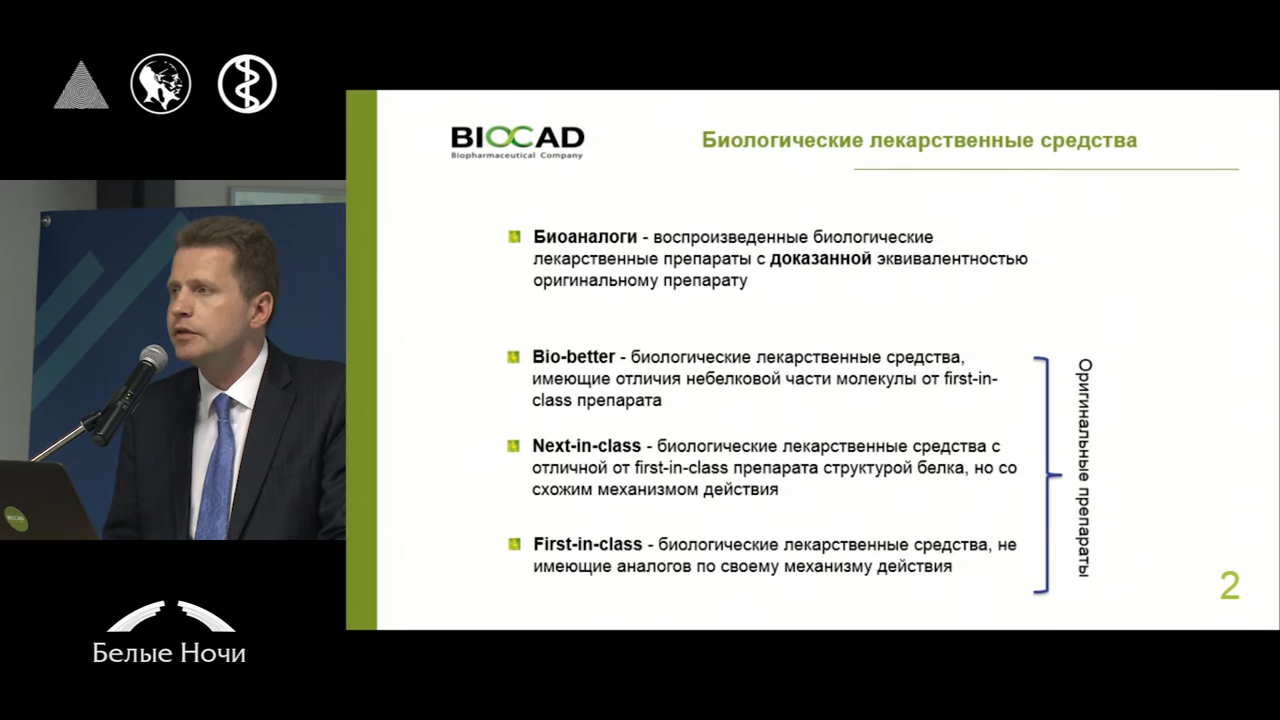 BIOCAD
Biopharmaceutical Company
Биологические лекарственные средства
Биоаналоги - воспроизведенные биологические
лекарственные препараты с доказанной эквивалентностью
оригинальному препарату
Bio-better - биологические лекарственные средства,
имеющие отличия небелковой части молекулы от first-in-
class препарата
Next-in-class - биологические лекарственные средства с
отличной от first-in-class препарата структурой белка, но со
схожим механизмом действия
First-in-class - биологические лекарственные средства, не
имеющие аналогов по своему механизму действия
Оригинальные препараты
2
BIOCAD
Белые Ночи